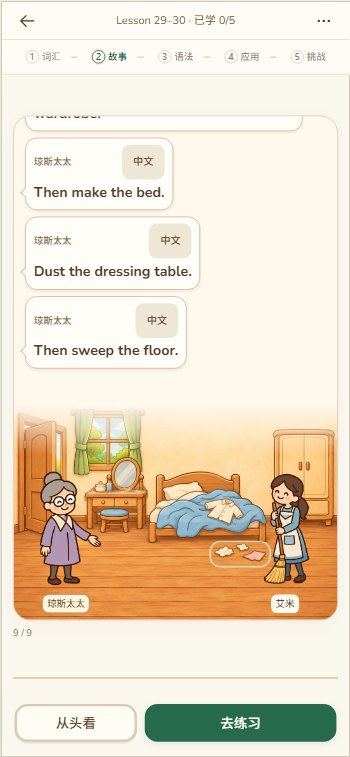 Lesson 29–30 · 已学 0/5
1 词汇 – 2 故事 – 3 语法 – 4 应用 – 5 挑战
wardrobe.
琼斯太太 中文
Then make the bed.
琼斯太太 中文
Dust the dressing table.
琼斯太太 中文
Then sweep the floor.
琼斯太太 艾米
9 / 9
从头看 去练习